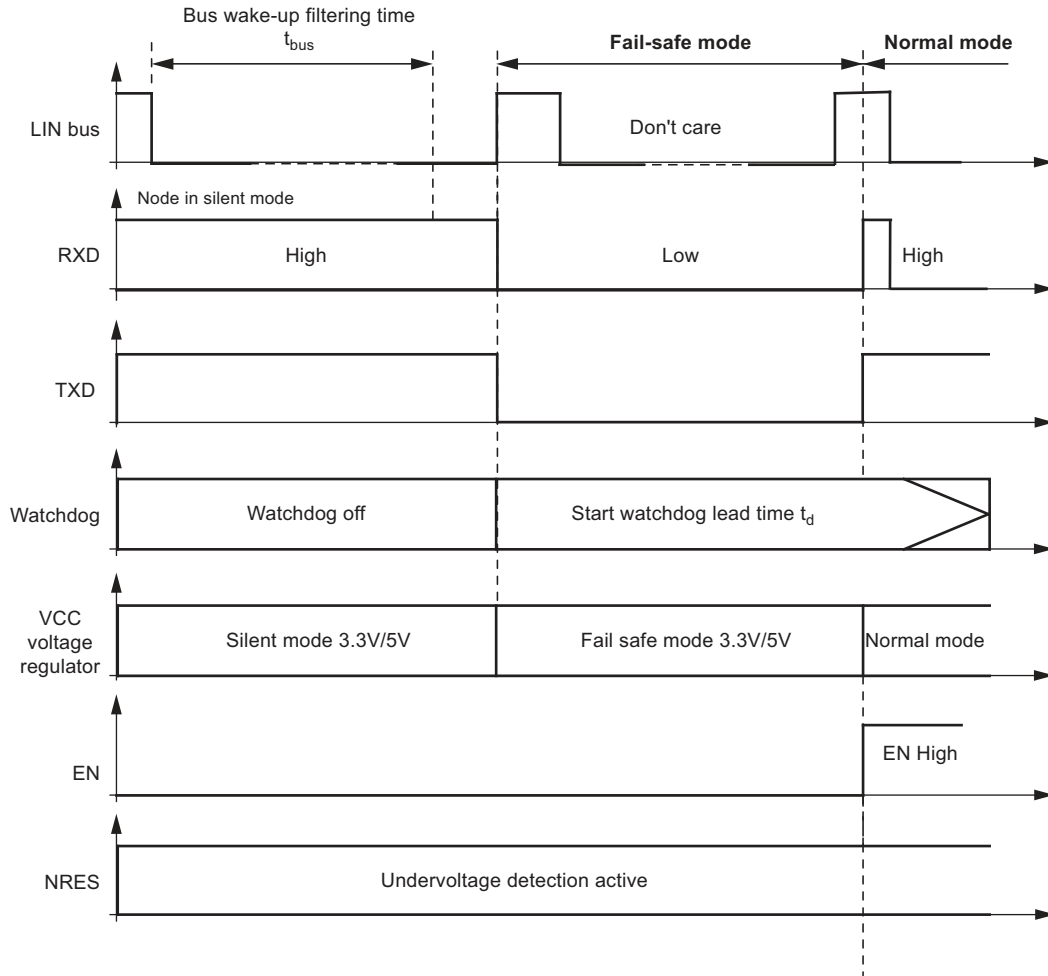 Bus wake-up filtering time
tbus
Fail-safe mode
Normal mode
LIN bus
Don't care
Node in silent mode
RXD
High
Low
High
TXD
Watchdog
Watchdog off
Start watchdog lead time td
VCC
voltage
regulator
Silent mode 3.3V/5V
Fail safe mode 3.3V/5V
Normal mode
EN
EN High
NRES
Undervoltage detection active